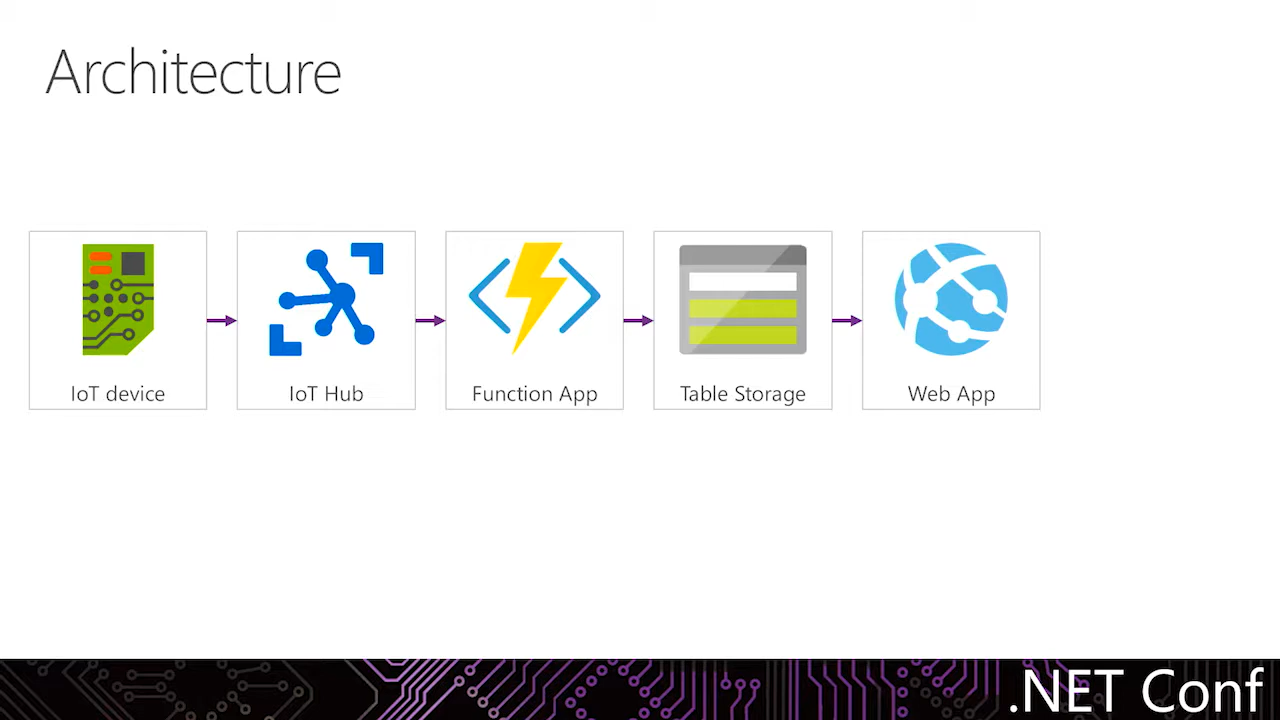 Architecture
IoT device
IoT Hub
Function App
Table Storage
Web App
.NET Conf